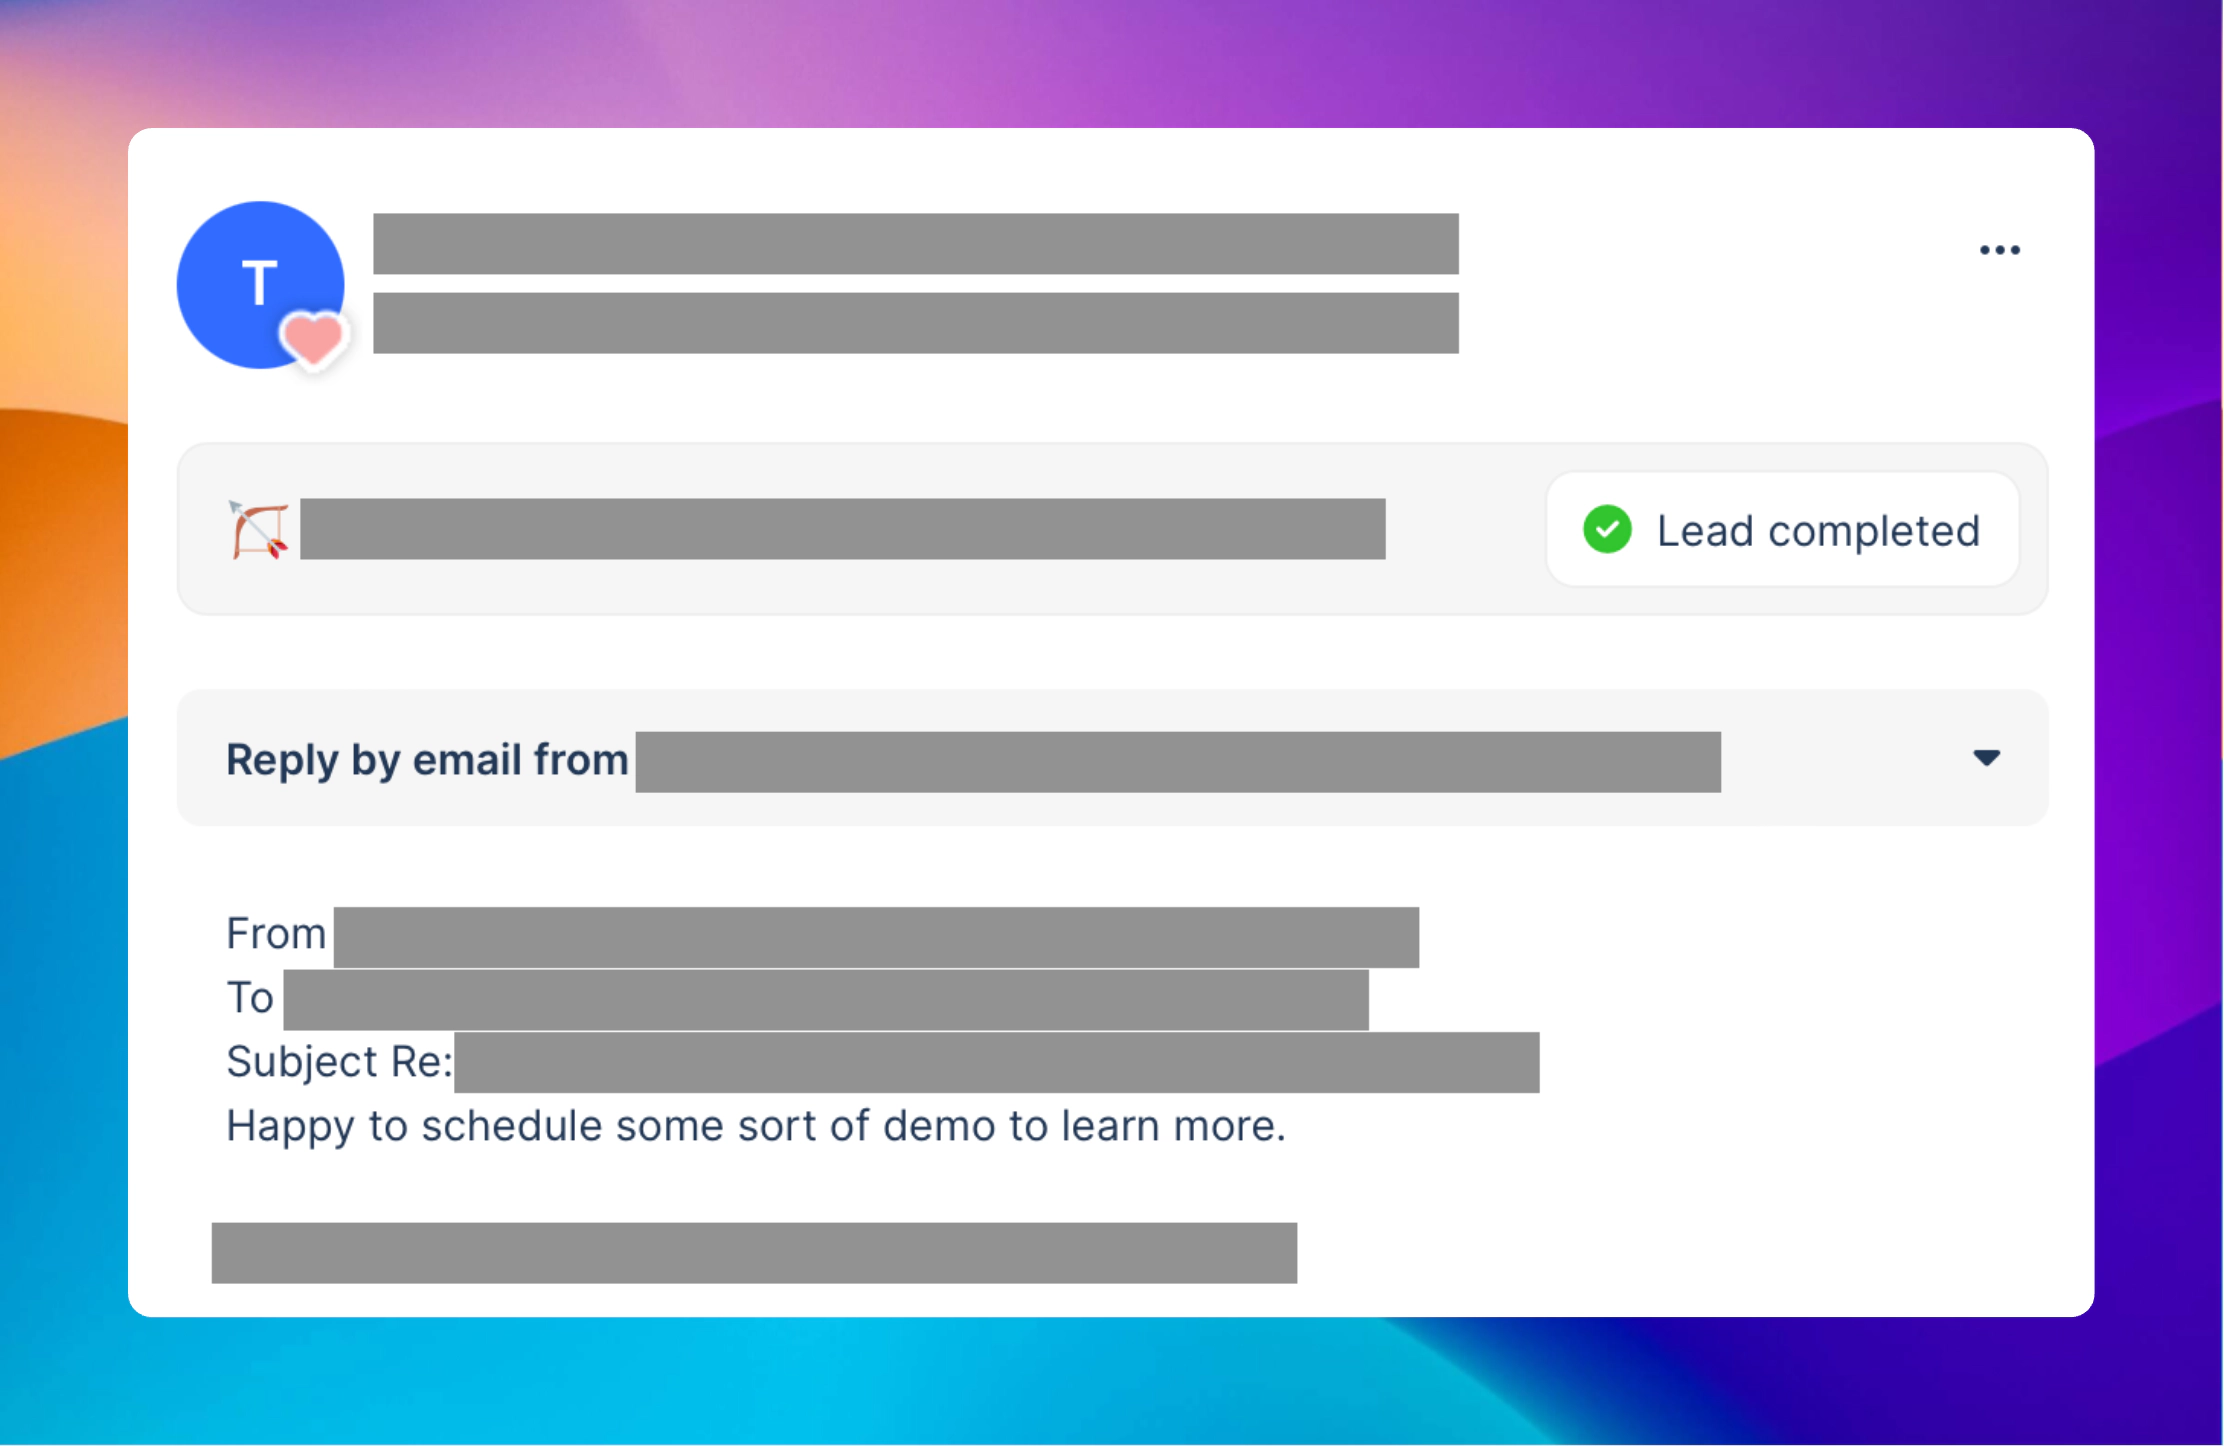 T
Lead completed
Reply by email from
From
To
Subject Re:
Happy to schedule some sort of demo to learn more.